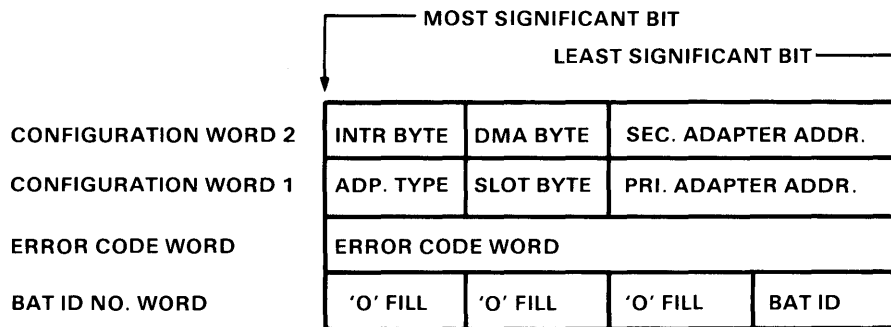 MOST SIGNIFICANT BIT
LEAST SIGNIFICANT BIT
CONFIGURATION WORD 2 INTR BYTE DMA BYTE SEC. ADAPTER ADDR.
CONFIGURATION WORD 1 ADP. TYPE SLOT BYTE PRI. ADAPTER ADDR.
ERROR CODE WORD ERROR CODE WORD
BAT ID NO. WORD 'O' FILL 'O' FILL 'O' FILL BAT ID